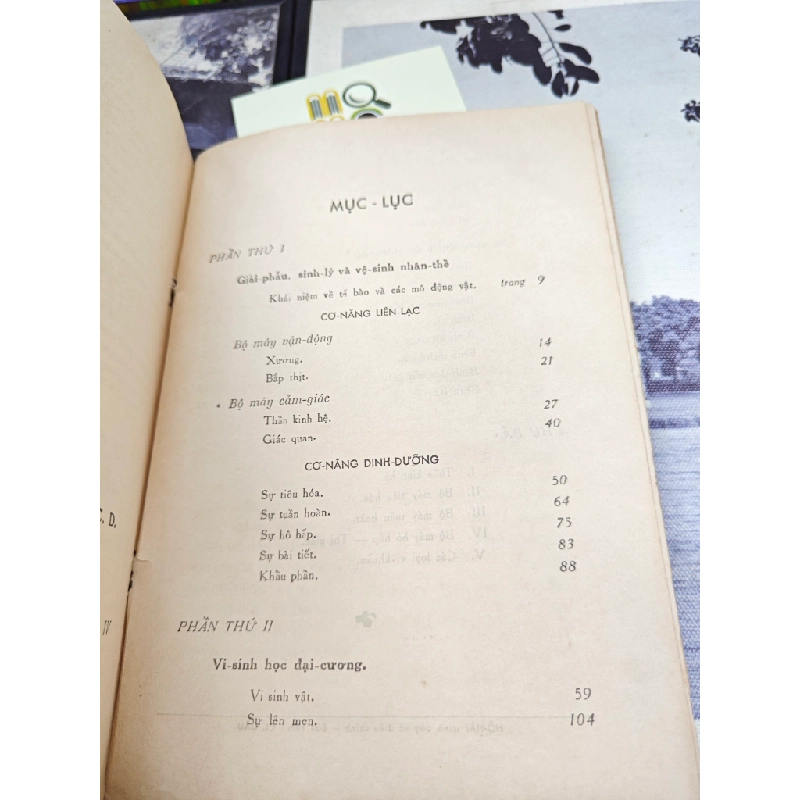 MỤC - LỤC
PHẦN THỨ I
Giải-phẫu, sinh-lý và vệ-sinh nhân-thể
Khái niệm về tế bào và các mô động vật. trang 9
CƠ-NĂNG LIÊN LẠC
Bộ máy vận-động 14
Xương. 21
Bắp thịt.
• Bộ máy cảm-giác 27
Thần kinh hệ. 40
Giác quan.
CƠ-NĂNG DINH-DƯỠNG
Sự tiêu hóa. 50
Sự tuần hoàn. 64
Sự hô hấp. 75
Sự bài tiết. 83
Khẩu phần. 88
PHẦN THỨ II
Vi-sinh học đại-cương.
Vi sinh vật. 59
Sự lên men. 104
C. D.
IV